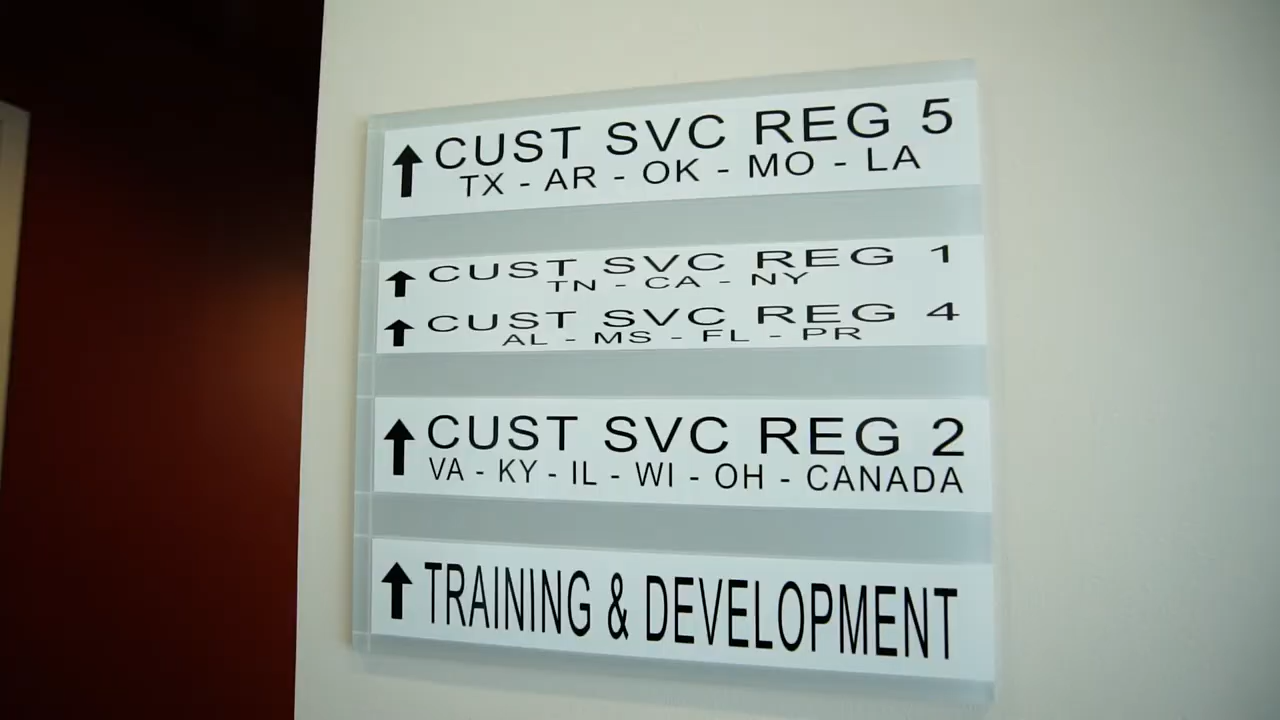 CUST SVC REG 5
TX - AR - OK - MO - LA
CUST SVC REG 1
TN - CA - NY
CUST SVC REG 4
AL - MS - FL - PR
CUST SVC REG 2
VA - KY - IL - WI - OH - CANADA
TRAINING & DEVELOPMENT